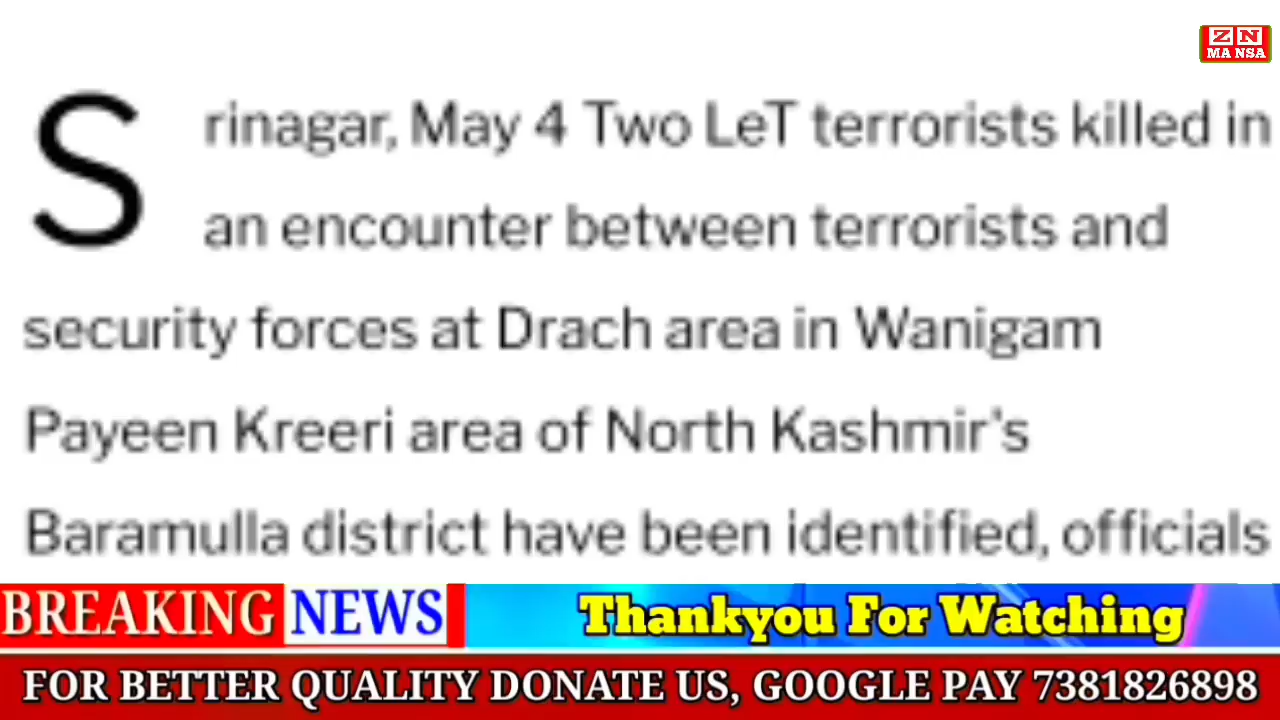 Z N
MANSA
Srinagar, May 4 Two LeT terrorists killed in
an encounter between terrorists and
security forces at Drach area in Wanigam
Payeen Kreeri area of North Kashmir's
Baramulla district have been identified, officials
BREAKING NEWS Thankyou For Watching
FOR BETTER QUALITY DONATE US, GOOGLE PAY 7381826898